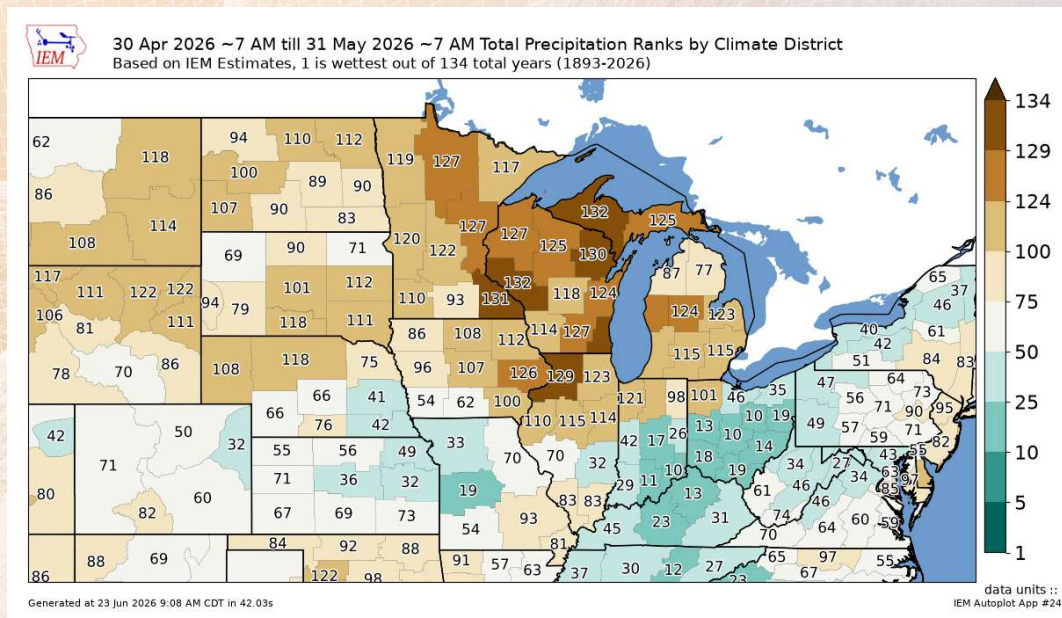 IEM
30 Apr 2026 ~7 AM till 31 May 2026 ~7 AM Total Precipitation Ranks by Climate District
Based on IEM Estimates, 1 is wettest out of 134 total years (1893-2026)
62 118 94 110 112 119 127 117
86 100 89 90 132
114 107 90 83 127 127 125 125
108 69 90 71 120 122 130 65
117 111 122 122 101 112 132 87 77 37
106 94 79 110 93 131 118 124 46
81 111 118 111 124 123 40 61
78 70 86 108 118 75 86 108 112 114 127 115 115 42 51 84 83
96 107 126 129 123
42 50 32 66 66 41 54 62 100 121 98 101 46 35 47 64 73
71 76 42 110 115 114 13 10 19 56 71 90 95
55 56 49 33 70 70 32 42 17 26 10 14 49 57 59 71 82
80 60 71 36 32 19 29 11 10 18 19 34 27 43 55
82 67 69 73 54 93 83 83 13 61 46 34 63 97
45 23 31 74 46 85
88 69 84 92 88 81 70 64 60 59
86 122 98 91 57 63 37 30 12 27 23 65 97 67 55
134
129
124
100
75
50
25
10
5
1
data units ::
Generated at 23 Jun 2026 9:08 AM CDT in 42.03s
IEM Autoplot App #24